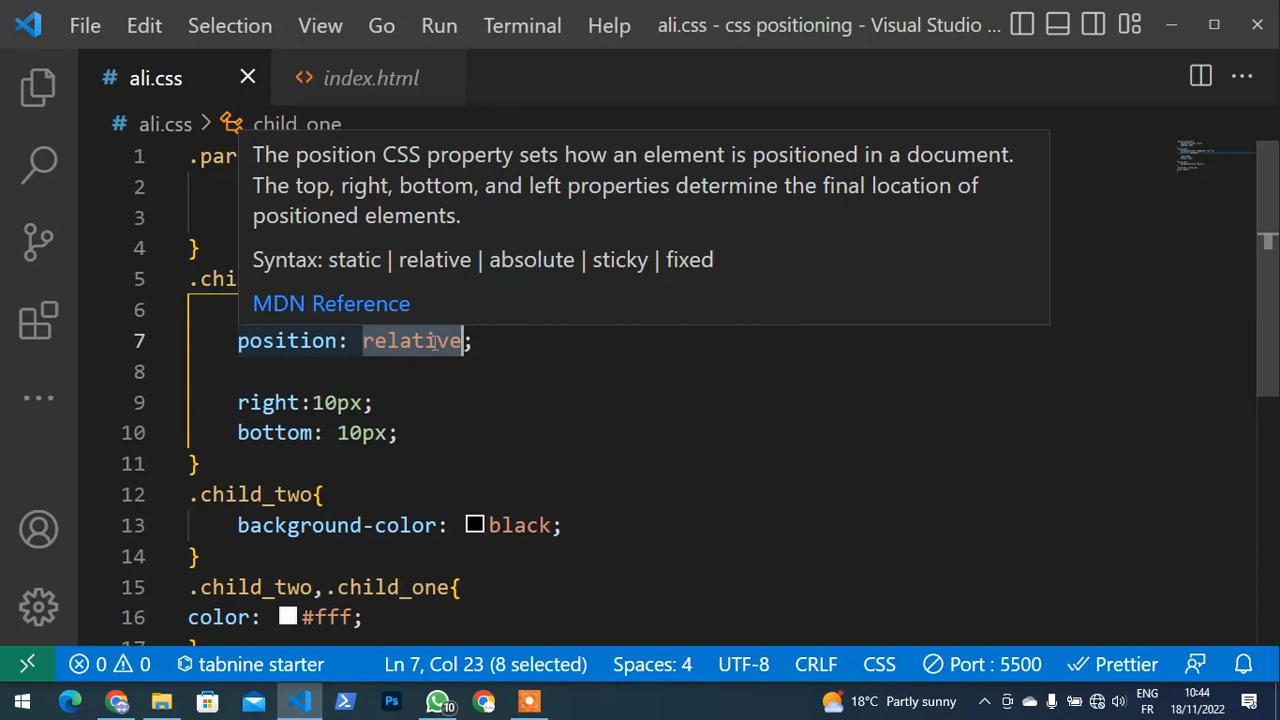 File Edit Selection View Go Run Terminal Help ali.css - css positioning - Visual Studio ...
# ali.css × <> index.html ...
# ali.css > child_one
1 .par
2
3
4 }
5 .chi
6
7 position: relative;
8
9 right:10px;
10 bottom: 10px;
11 }
12 .child_two{
13 background-color: black;
14 }
15 .child_two,.child_one{
16 color: #fff;
17 }
The position CSS property sets how an element is positioned in a document.
The top, right, bottom, and left properties determine the final location of
positioned elements.
Syntax: static | relative | absolute | sticky | fixed
MDN Reference
0 0 tabnine starter Ln 7, Col 23 (8 selected) Spaces: 4 UTF-8 CRLF CSS Port : 5500 Prettier
10 18°C Partly sunny ENG 10:44
FR 18/11/2022